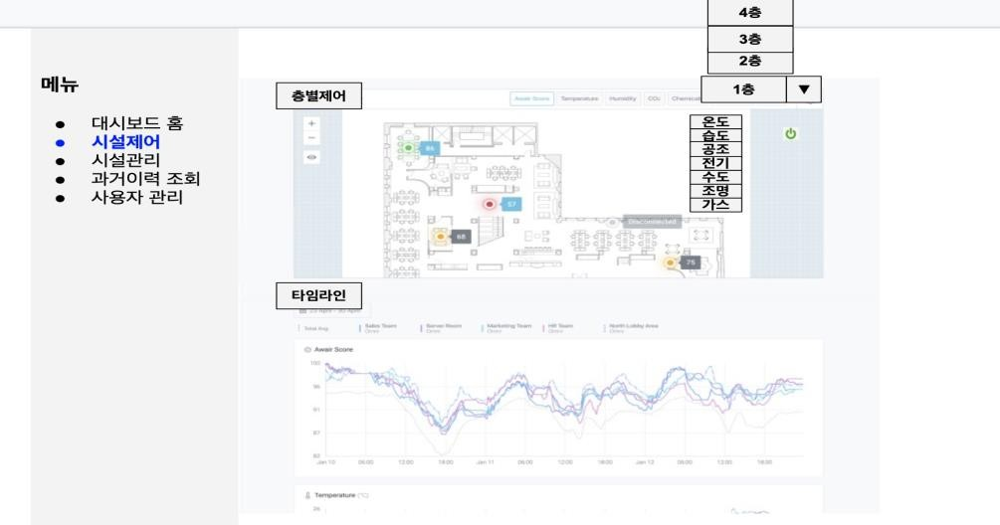 4층
3층
2층
1층 ▼
메뉴
● 대시보드 홈
● 시설제어
● 시설관리
● 과거이력 조회
● 사용자 관리
층별제어
Awair Score Temperature Humidity CO₂
온도
습도
공조
전기
수도
조명
가스
+
−
86
57
68
Disconnected
75
타임라인
Total Avg.
Sales Team Server Room Marketing Team HR Team North Lobby Area
Omni Omni Omni Omni Omni
Awair Score
100
96
91
87
82
Jan 10 06:00 12:00 18:00 Jan 11 06:00 12:00 18:00 Jan 12 06:00 12:00 18:00
Temperature (°C)
26